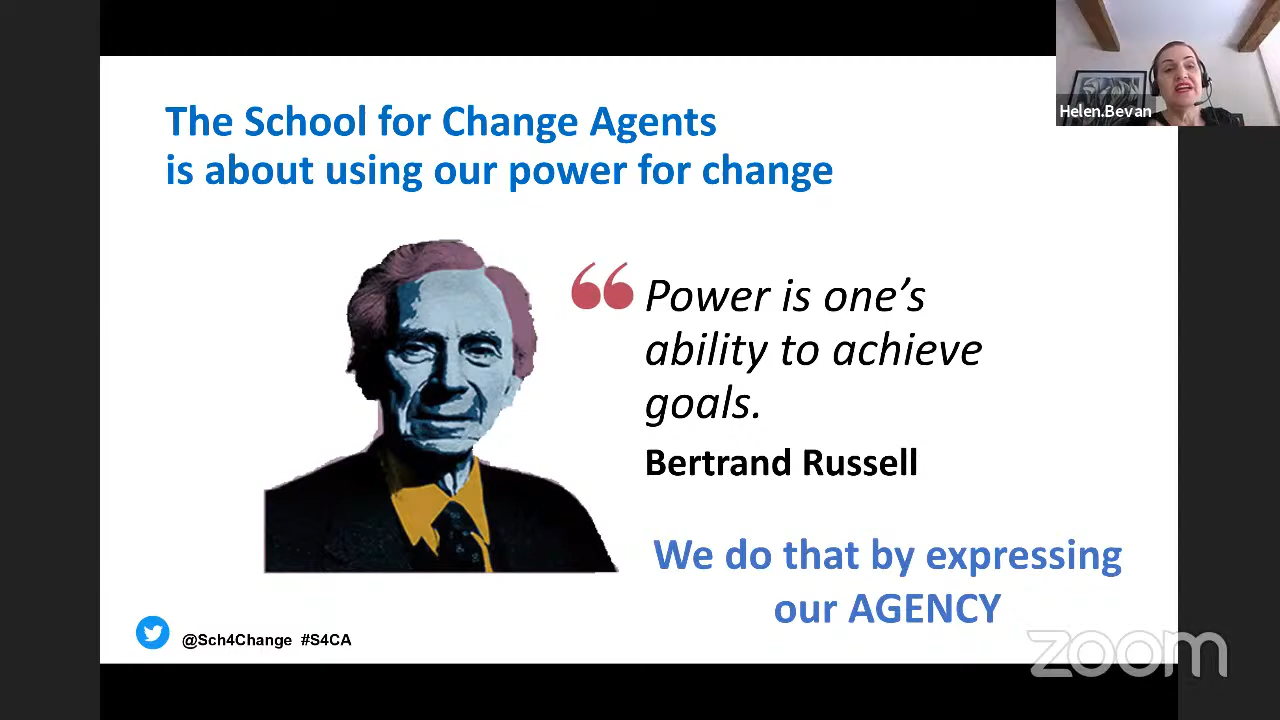 The School for Change Agents
is about using our power for change
Helen.Bevan
“Power is one’s
ability to achieve
goals.
Bertrand Russell
We do that by expressing
our AGENCY
@Sch4Change #S4CA
zoom